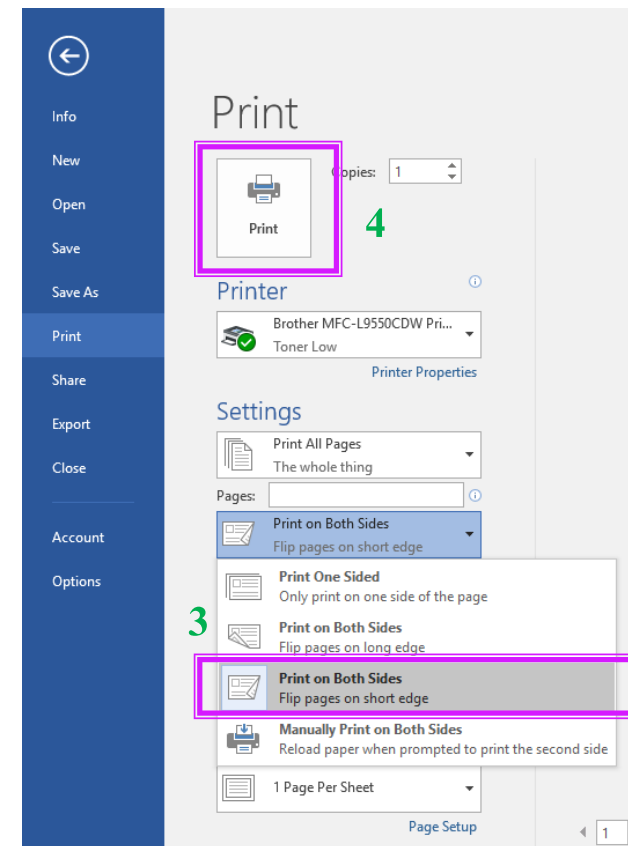 Info
New
Open
Save
Save As
Print
Share
Export
Close
Account
Options
Print
Print
Copies: 1
4
Printer
Brother MFC-L9550CDW Pri...
Toner Low
Printer Properties
Settings
Print All Pages
The whole thing
Pages:
Print on Both Sides
Flip pages on short edge
Print One Sided
Only print on one side of the page
3
Print on Both Sides
Flip pages on long edge
Print on Both Sides
Flip pages on short edge
Manually Print on Both Sides
Reload paper when prompted to print the second side
1 Page Per Sheet
Page Setup
1